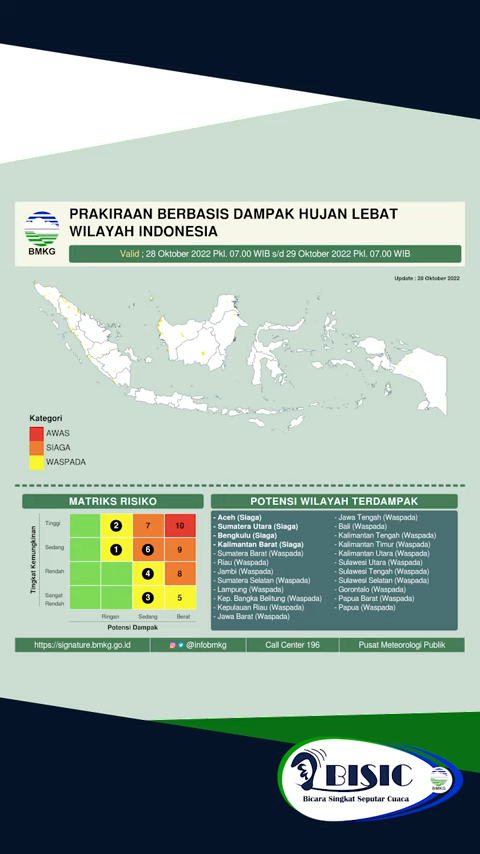 PRAKIRAAN BERBASIS DAMPAK HUJAN LEBAT
WILAYAH INDONESIA
BMKG
Valid ; 28 Oktober 2022 Pkl. 07.00 WIB s/d 29 Oktober 2022 Pkl. 07.00 WIB
Update : 28 Oktober 2022
Kategori
AWAS
SIAGA
WASPADA
MATRIKS RISIKO
Tingkat Kemungkinan
Tinggi
2
7
10
Sedang
1
6
9
Rendah
4
8
Sangat
Rendah
3
5
Ringan
Sedang
Berat
Potensi Dampak
POTENSI WILAYAH TERDAMPAK
- Aceh (Siaga)
- Sumatera Utara (Siaga)
- Bengkulu (Siaga)
- Kalimantan Barat (Siaga)
- Sumatera Barat (Waspada)
- Riau (Waspada)
- Jambi (Waspada)
- Sumatera Selatan (Waspada)
- Lampung (Waspada)
- Kep. Bangka Belitung (Waspada)
- Kepulauan Riau (Waspada)
- Jawa Barat (Waspada)
- Jawa Tengah (Waspada)
- Bali (Waspada)
- Kalimantan Tengah (Waspada)
- Kalimantan Timur (Waspada)
- Kalimantan Utara (Waspada)
- Sulawesi Utara (Waspada)
- Sulawesi Tengah (Waspada)
- Sulawesi Selatan (Waspada)
- Gorontalo (Waspada)
- Papua Barat (Waspada)
- Papua (Waspada)
https://signature.bmkg.go.id
@infobmkg
Call Center 196
Pusat Meteorologi Publik
BISIC
BMKG
Bicara Singkat Seputar Cuaca